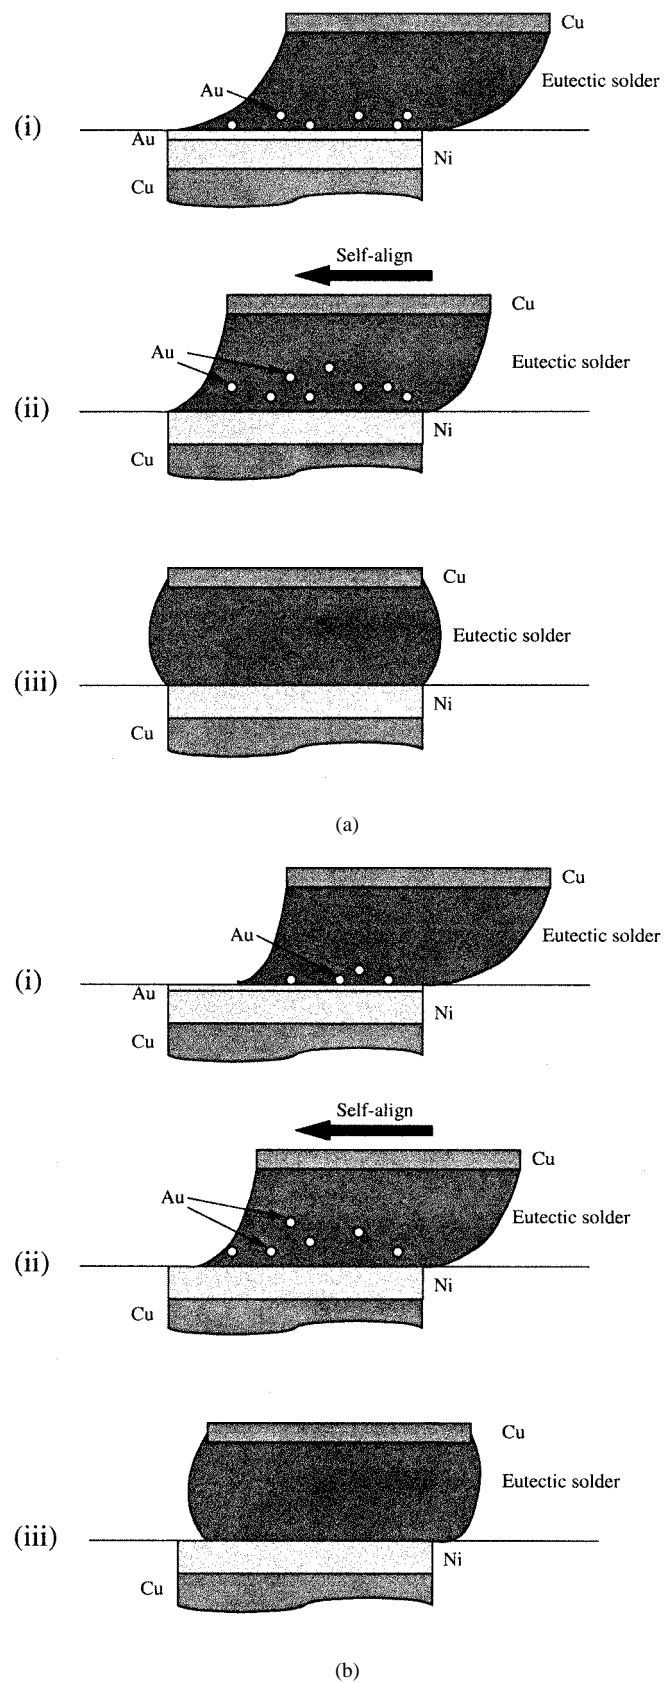 Cu
Eutectic solder
Au
(i)
Au
Ni
Cu
Self-align
Cu
Au
Eutectic solder
(ii)
Ni
Cu
Cu
Eutectic solder
(iii)
Ni
Cu
(a)
Cu
Au
Eutectic solder
(i)
Au
Ni
Cu
Self-align
Cu
Au
Eutectic solder
(ii)
Ni
Cu
Cu
Eutectic solder
(iii)
Ni
Cu
(b)